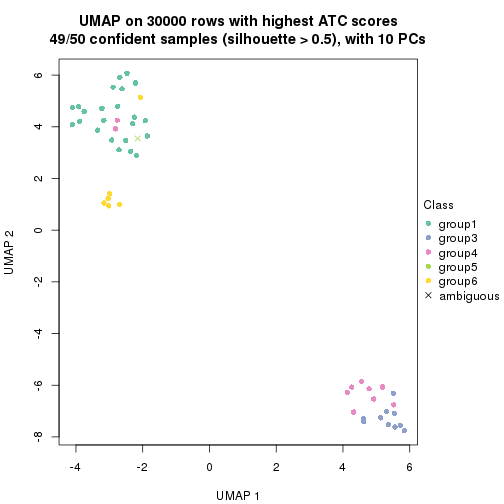 UMAP on 30000 rows with highest ATC scores
49/50 confident samples (silhouette > 0.5), with 10 PCs
6
4
2
0
-2
-4
-6
-8
UMAP 2
-4
-2
0
2
4
6
UMAP 1
Class
group1
group3
group4
group5
group6
ambiguous